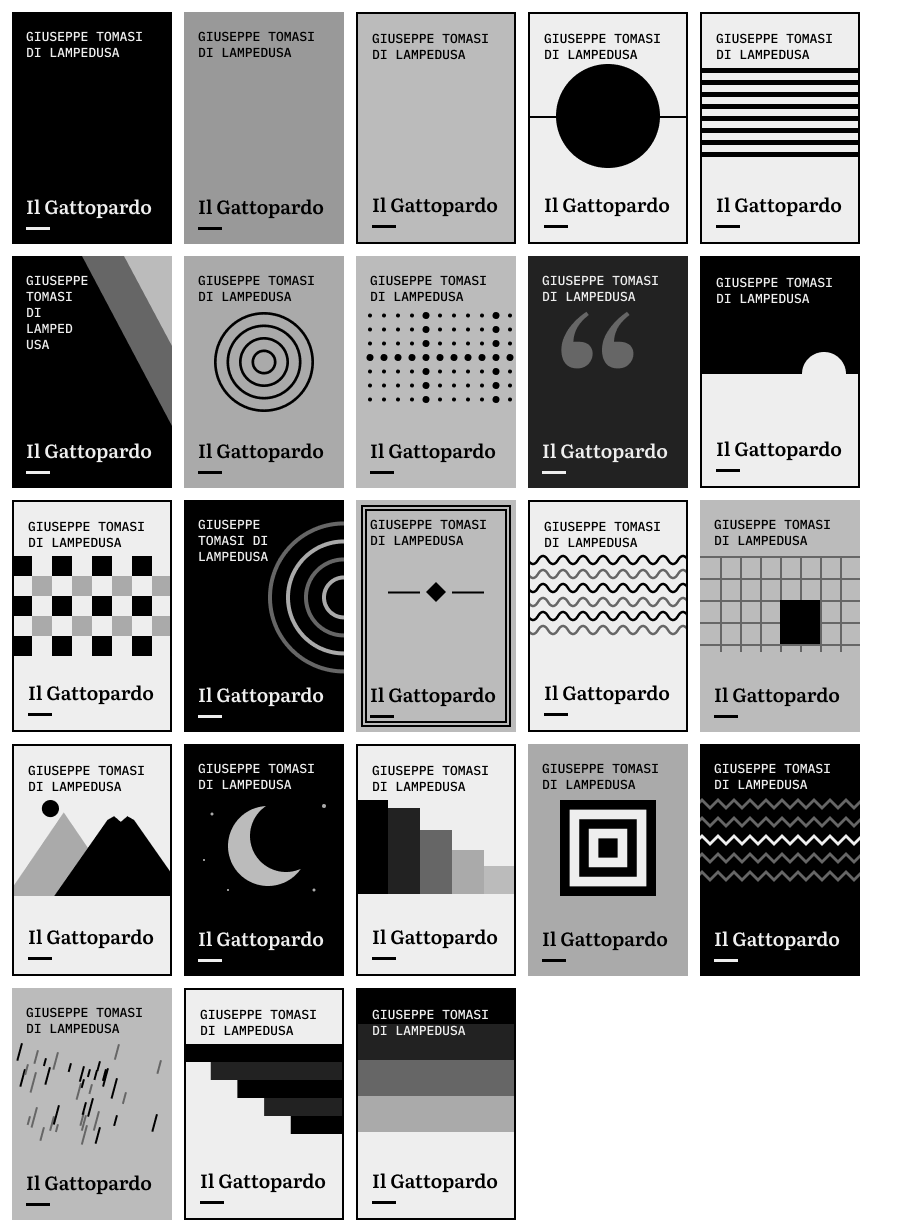 GIUSEPPE TOMASI
DI LAMPEDUSA
Il Gattopardo
GIUSEPPE TOMASI
DI LAMPEDUSA
Il Gattopardo
GIUSEPPE TOMASI
DI LAMPEDUSA
Il Gattopardo
GIUSEPPE TOMASI
DI LAMPEDUSA
Il Gattopardo
GIUSEPPE TOMASI
DI LAMPEDUSA
Il Gattopardo
GIUSEPPE
TOMASI
DI
LAMPED
USA
Il Gattopardo
GIUSEPPE TOMASI
DI LAMPEDUSA
Il Gattopardo
GIUSEPPE TOMASI
DI LAMPEDUSA
Il Gattopardo
GIUSEPPE TOMASI
DI LAMPEDUSA
“
Il Gattopardo
GIUSEPPE TOMASI
DI LAMPEDUSA
Il Gattopardo
GIUSEPPE TOMASI
DI LAMPEDUSA
Il Gattopardo
GIUSEPPE
TOMASI DI
LAMPEDUSA
Il Gattopardo
GIUSEPPE TOMASI
DI LAMPEDUSA
Il Gattopardo
GIUSEPPE TOMASI
DI LAMPEDUSA
Il Gattopardo
GIUSEPPE TOMASI
DI LAMPEDUSA
Il Gattopardo
GIUSEPPE TOMASI
DI LAMPEDUSA
Il Gattopardo
GIUSEPPE TOMASI
DI LAMPEDUSA
Il Gattopardo
GIUSEPPE TOMASI
DI LAMPEDUSA
Il Gattopardo
GIUSEPPE TOMASI
DI LAMPEDUSA
Il Gattopardo
GIUSEPPE TOMASI
DI LAMPEDUSA
Il Gattopardo
GIUSEPPE TOMASI
DI LAMPEDUSA
Il Gattopardo
GIUSEPPE TOMASI
DI LAMPEDUSA
Il Gattopardo
GIUSEPPE TOMASI
DI LAMPEDUSA
Il Gattopardo